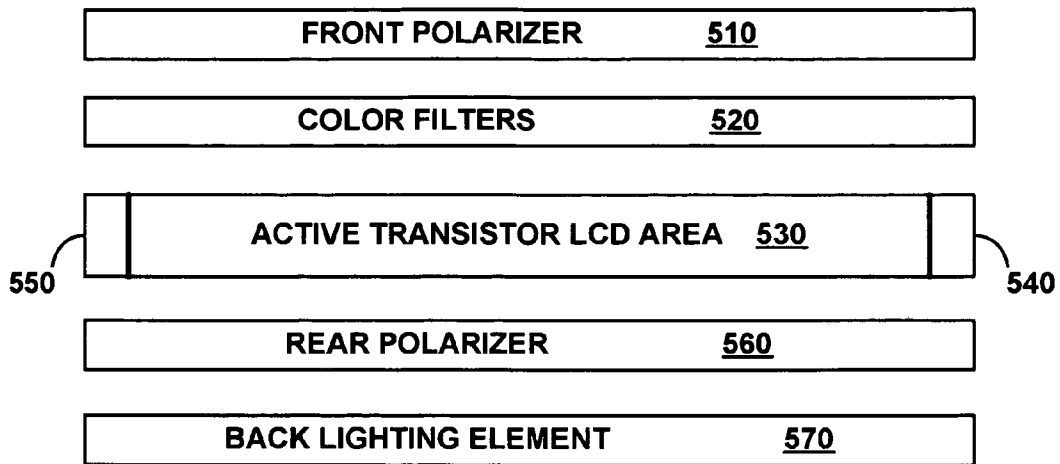 FRONT POLARIZER 510
COLOR FILTERS 520
ACTIVE TRANSISTOR LCD AREA 530
550
540
REAR POLARIZER 560
BACK LIGHTING ELEMENT 570